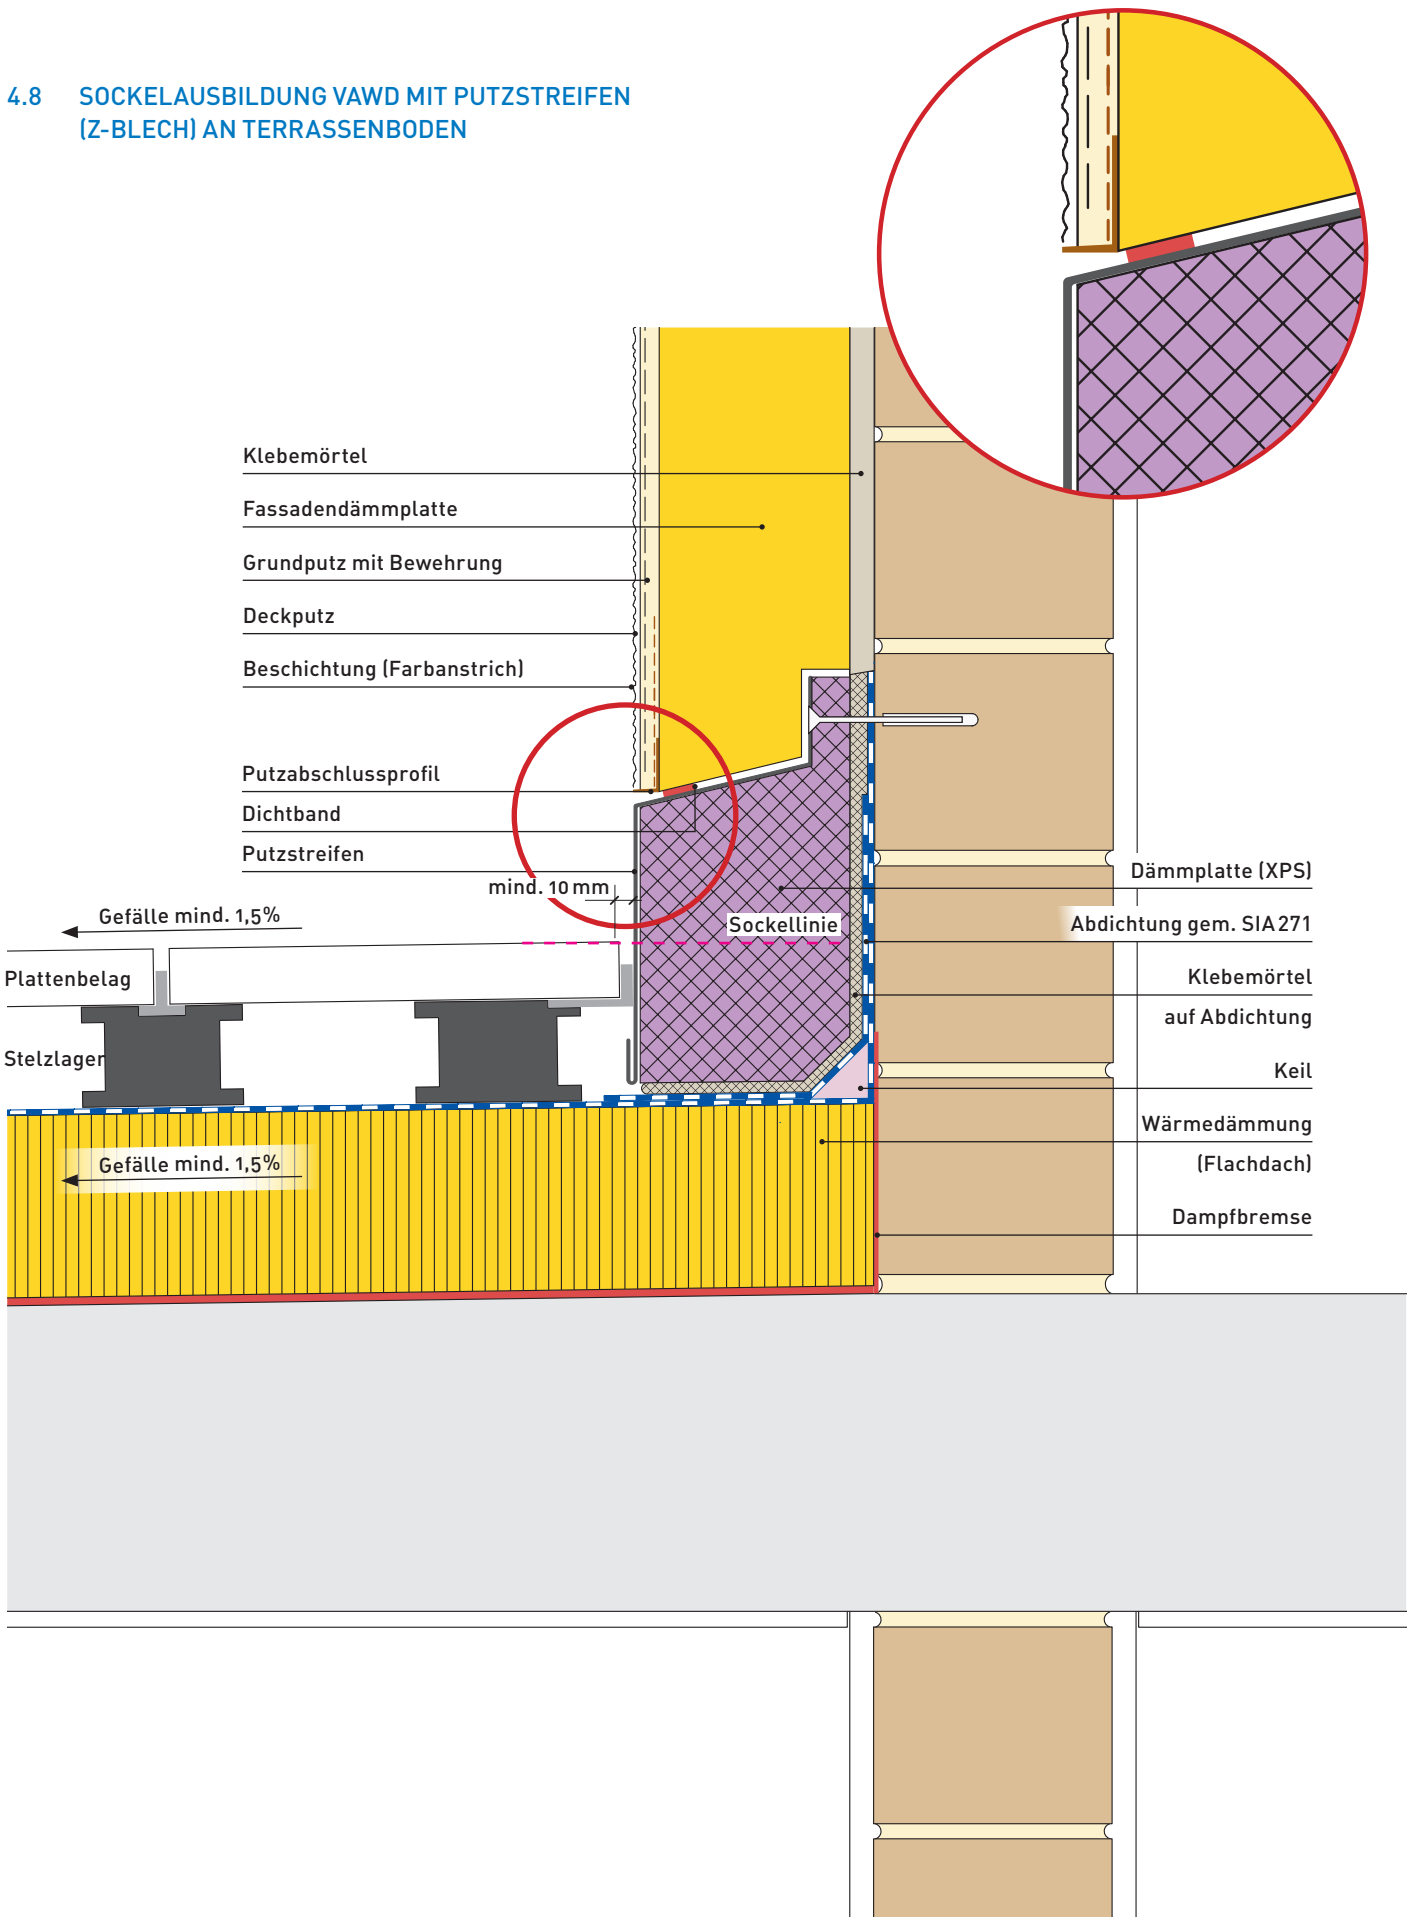 4.8 SOCKELAUSBILDUNG VAWD MIT PUTZSTREIFEN
(Z-BLECH) AN TERRASSENBODEN
Klebemörtel
Fassadendämmplatte
Grundputz mit Bewehrung
Deckputz
Beschichtung (Farbanstrich)
Putzabschlussprofil
Dichtband
Putzstreifen
mind. 10 mm
Gefälle mind. 1,5%
Plattenbelag
Stelzlager
Gefälle mind. 1,5%
Sockellinie
Dämmplatte (XPS)
Abdichtung gem. SIA 271
Klebemörtel
auf Abdichtung
Keil
Wärmedämmung
(Flachdach)
Dampfbremse